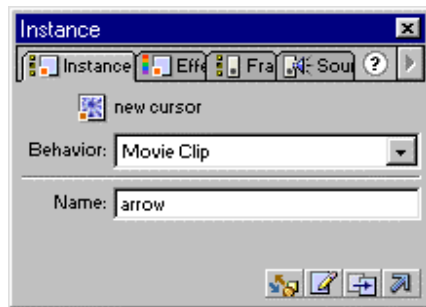 Instance
Instance Effe Fra Sou ?
new cursor
Behavior: Movie Clip
Name: arrow